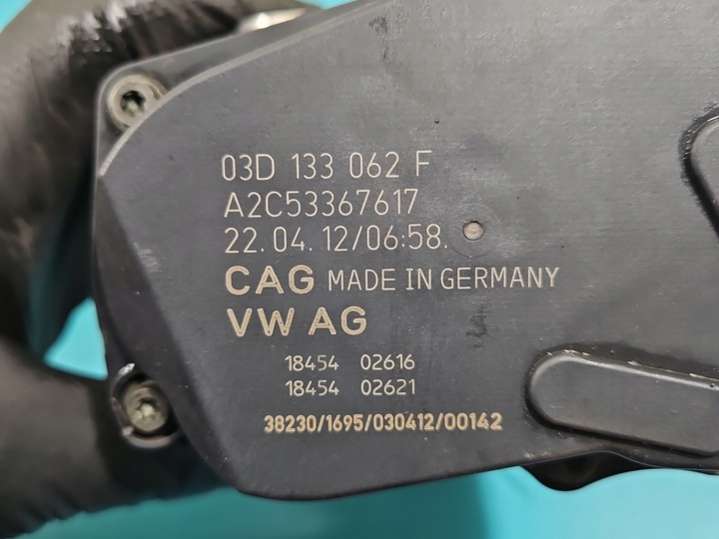 03D 133 062 F
A2C53367617
22.04.12/06:58.
CAG MADE IN GERMANY
VW AG
18454 02616
18454 02621
38230/1695/030412/00142